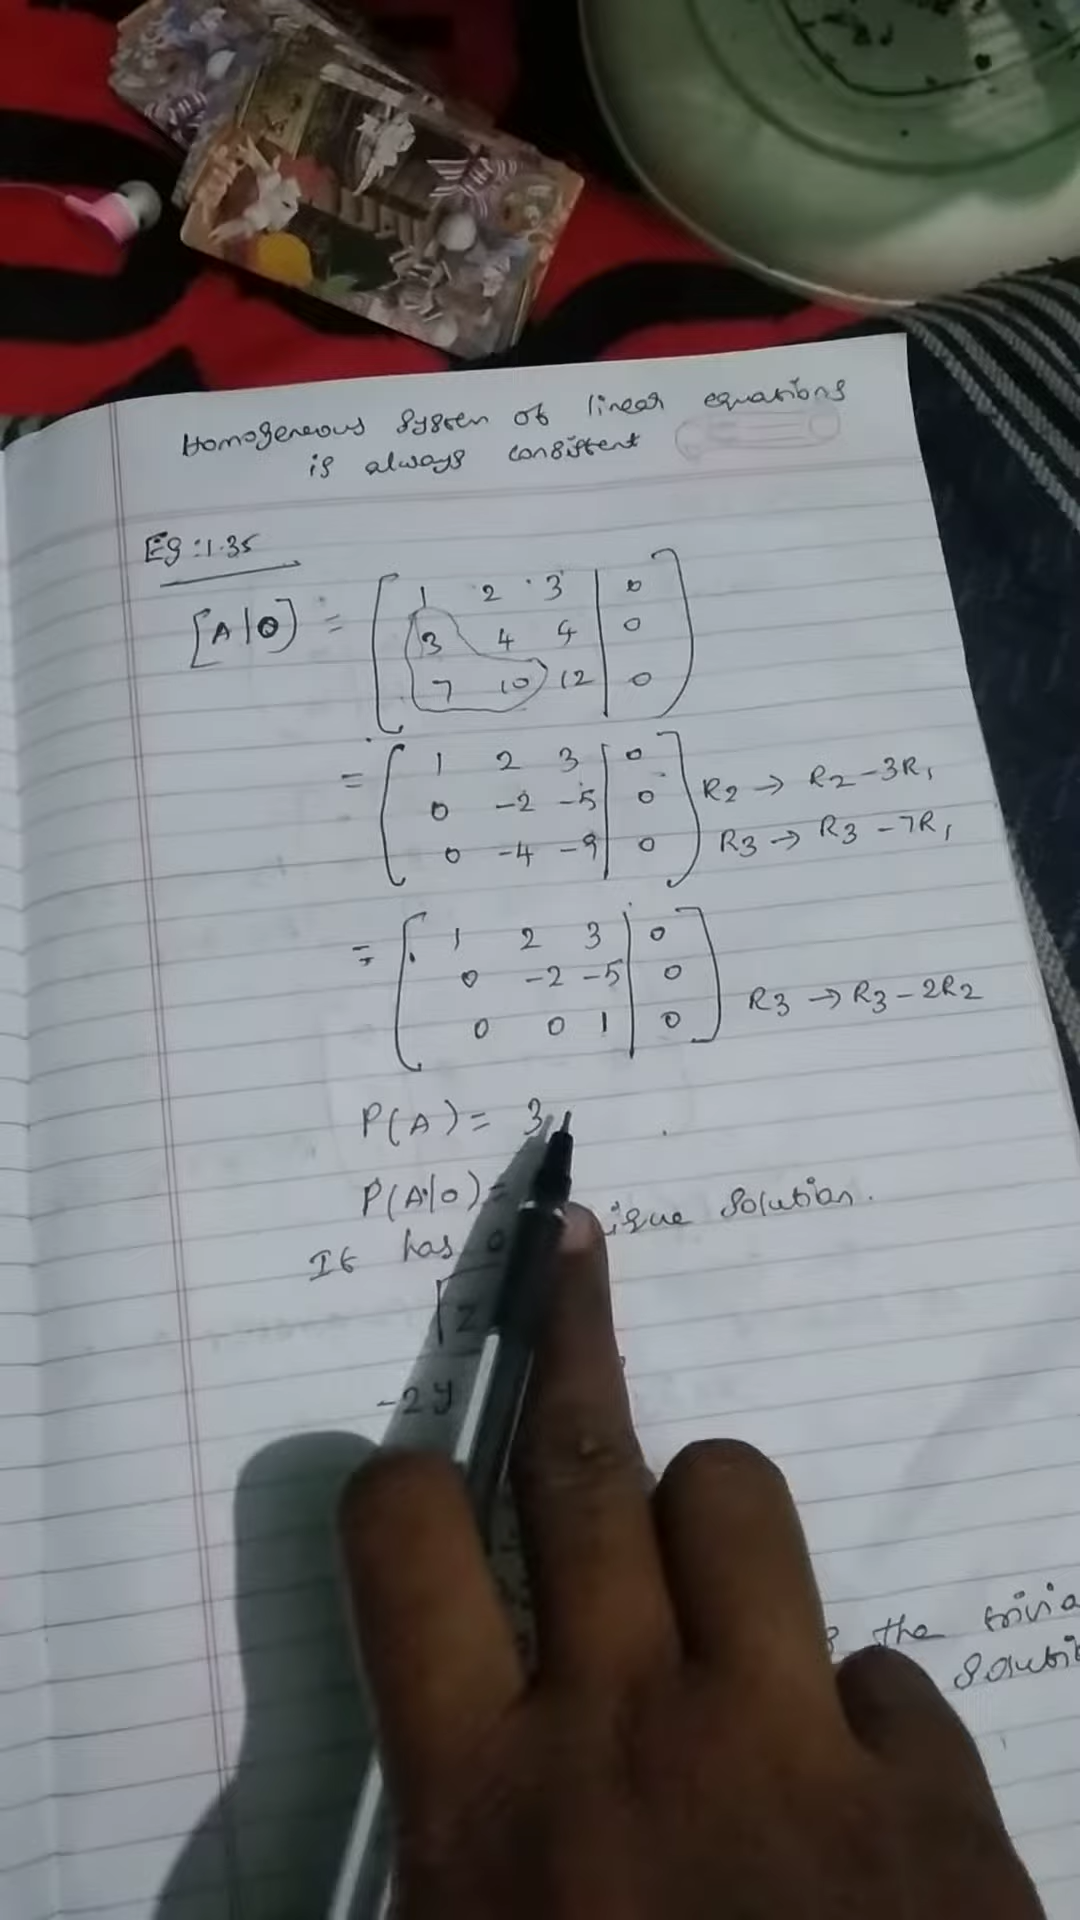 Homogeneous System of linear equations
is always consistent
Eg : 1.35
[A|0] = [ 1 2 3 | 0
3 4 4 | 0
7 10 12 | 0 ]
= [ 1 2 3 | 0
0 -2 -5 | 0
0 -4 -9 | 0 ] R2 → R2 - 3R1
R3 → R3 - 7R1
= [ 1 2 3 | 0
0 -2 -5 | 0
0 0 1 | 0 ] R3 → R3 - 2R2
P(A) = 3
P(A|0) =
It has solution.
z
-2y
the